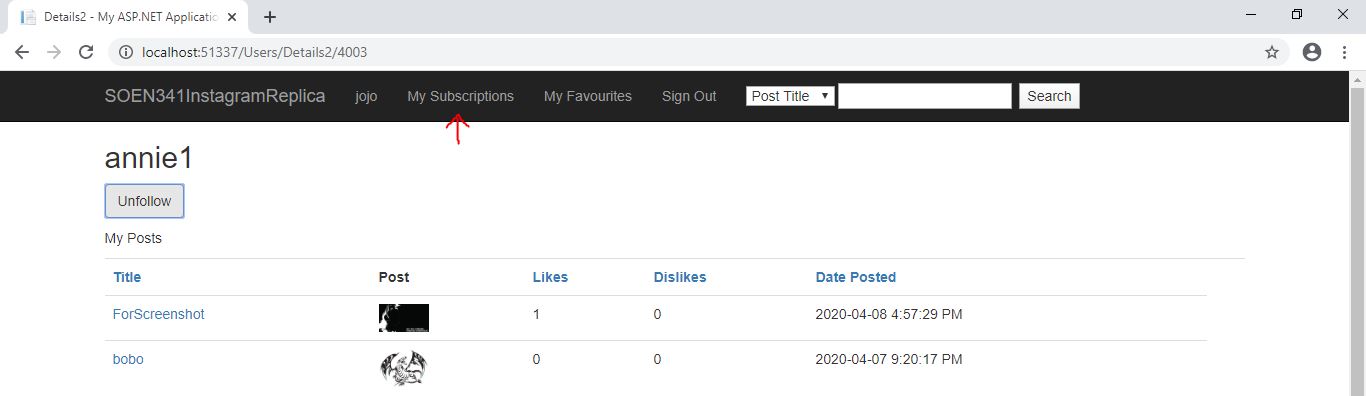 Details2 - My ASP.NET Applicatio
localhost:51337/Users/Details2/4003
SOEN341InstagramReplica jojo My Subscriptions My Favourites Sign Out Post Title Search
annie1
Unfollow
My Posts
Title Post Likes Dislikes Date Posted
ForScreenshot 1 0 2020-04-08 4:57:29 PM
bobo 0 0 2020-04-07 9:20:17 PM